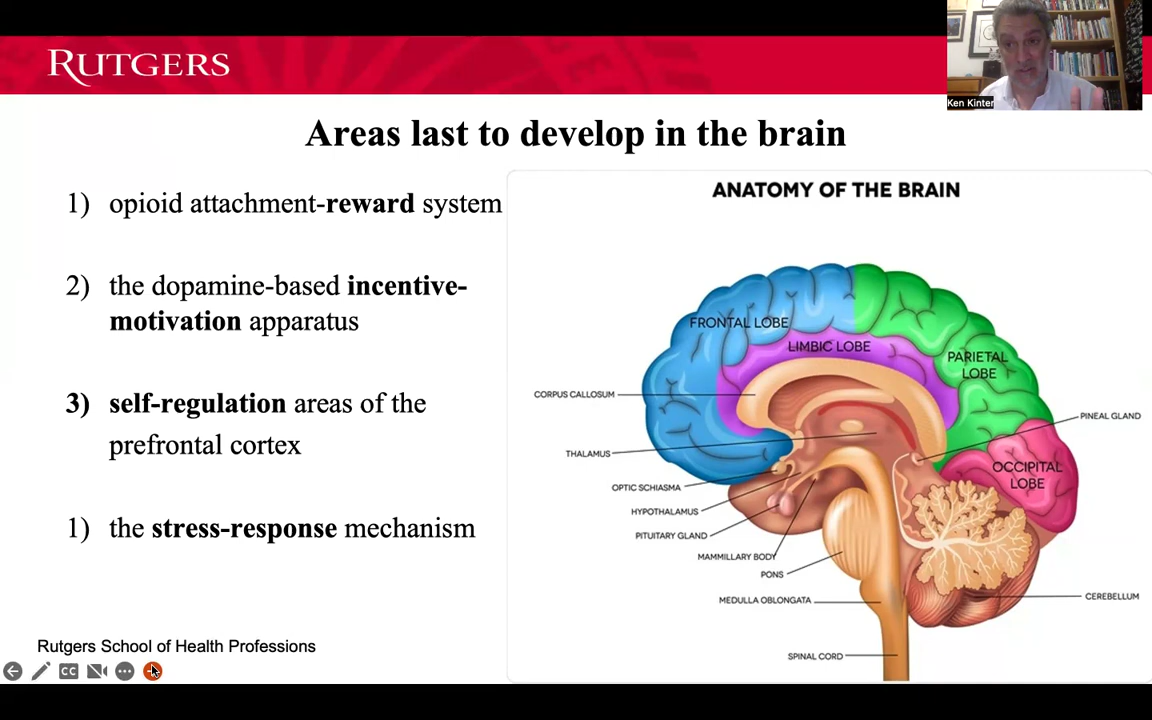 RUTGERS
Ken Kinter
Areas last to develop in the brain
1) opioid attachment-reward system
2) the dopamine-based incentive-
motivation apparatus
3) self-regulation areas of the
prefrontal cortex
1) the stress-response mechanism
ANATOMY OF THE BRAIN
FRONTAL LOBE
LIMBIC LOBE
PARIETAL
LOBE
CORPUS CALLOSUM
PINEAL GLAND
THALAMUS
OCCIPITAL
LOBE
OPTIC SCHIASMA
HYPOTHALAMUS
PITUITARY GLAND
MAMMILLARY BODY
PONS
MEDULLA OBLONGATA
CEREBELLUM
SPINAL CORD
Rutgers School of Health Professions
CC